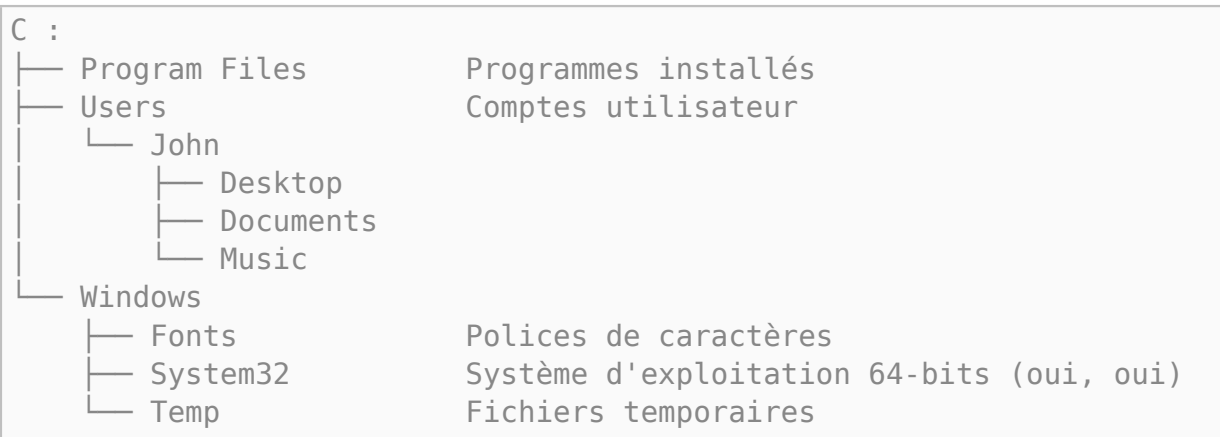 C :
├── Program Files         Programmes installés
├── Users                 Comptes utilisateur
│   └── John
│       ├── Desktop
│       ├── Documents
│       └── Music
└── Windows
    ├── Fonts             Polices de caractères
    ├── System32          Système d'exploitation 64-bits (oui, oui)
    └── Temp              Fichiers temporaires